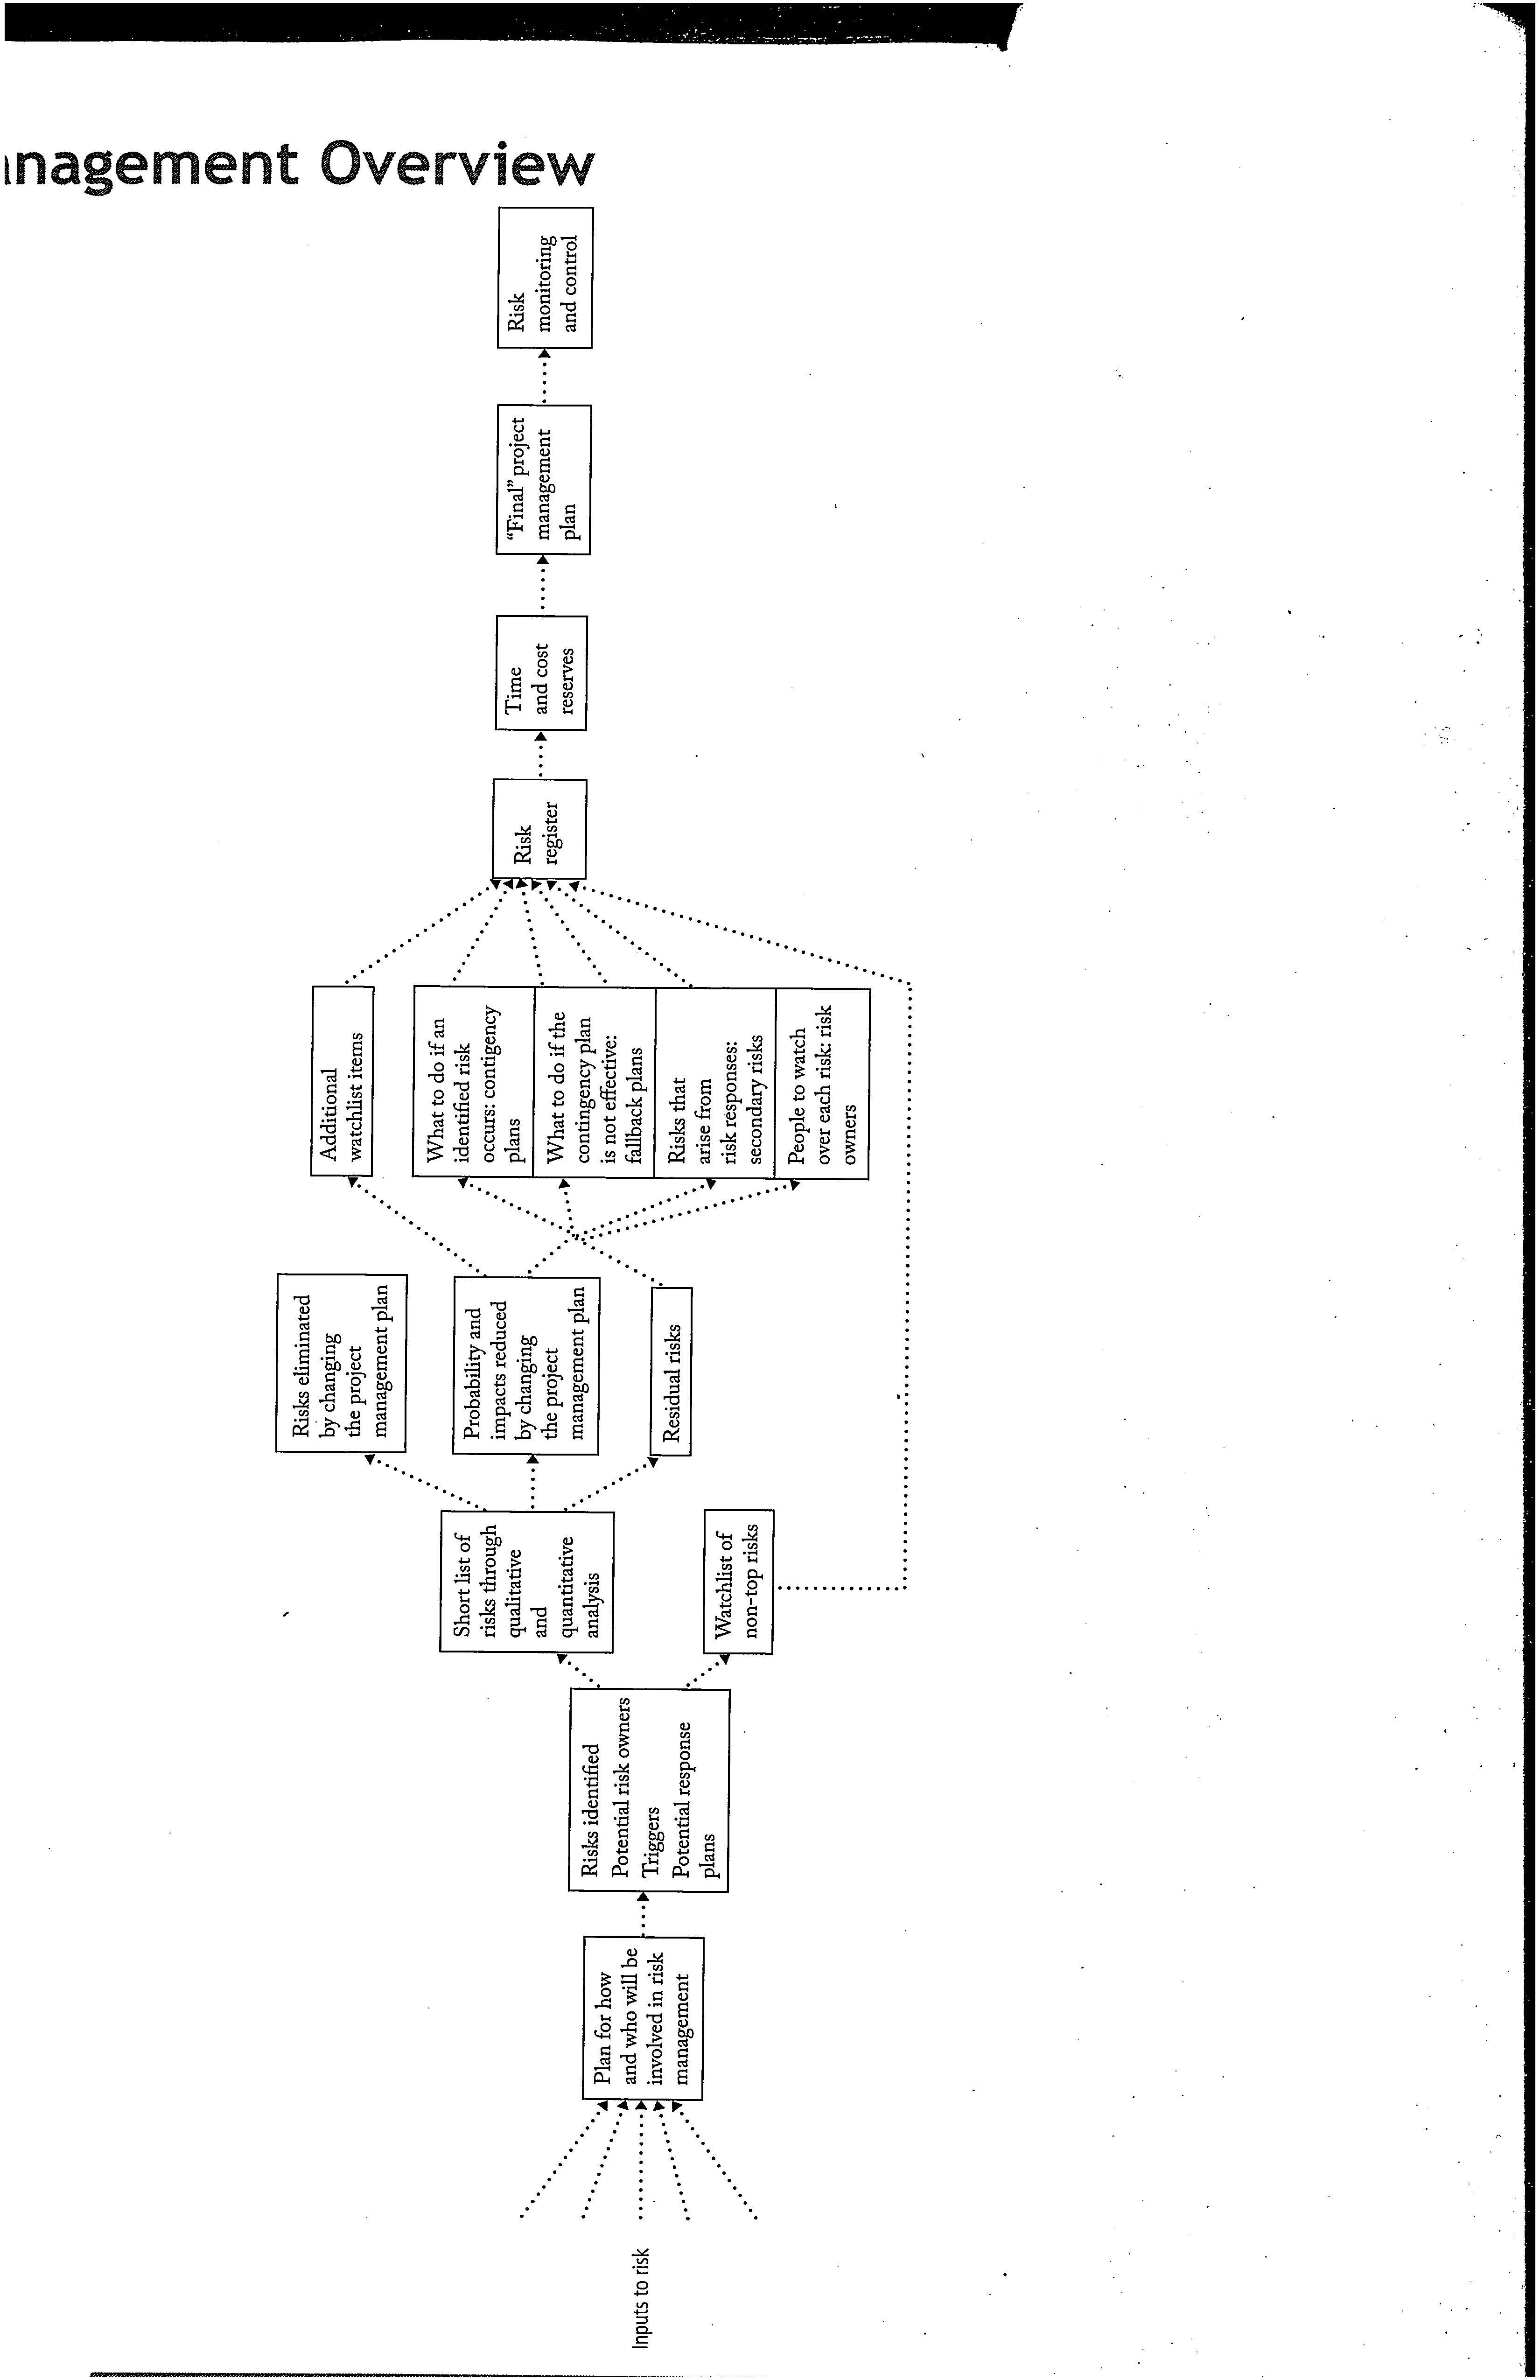 nagement Overview
Inputs to risk
Plan for how
and who will be
involved in risk
management
Risks identified
Potential risk owners
Triggers
Potential response
plans
Short list of
risks through
qualitative
and
quantitative
analysis
Watchlist of
non-top risks
Risks eliminated
by changing
the project
management plan
Probability and
impacts reduced
by changing
the project
management plan
Residual risks
Additional
watchlist items
What to do if an
identified risk
occurs: contigency
plans
What to do if the
contingency plan
is not effective:
fallback plans
Risks that
arise from
risk responses:
secondary risks
People to watch
over each risk: risk
owners
Risk
register
Time
and cost
reserves
“Final” project
management
plan
Risk
monitoring
and control